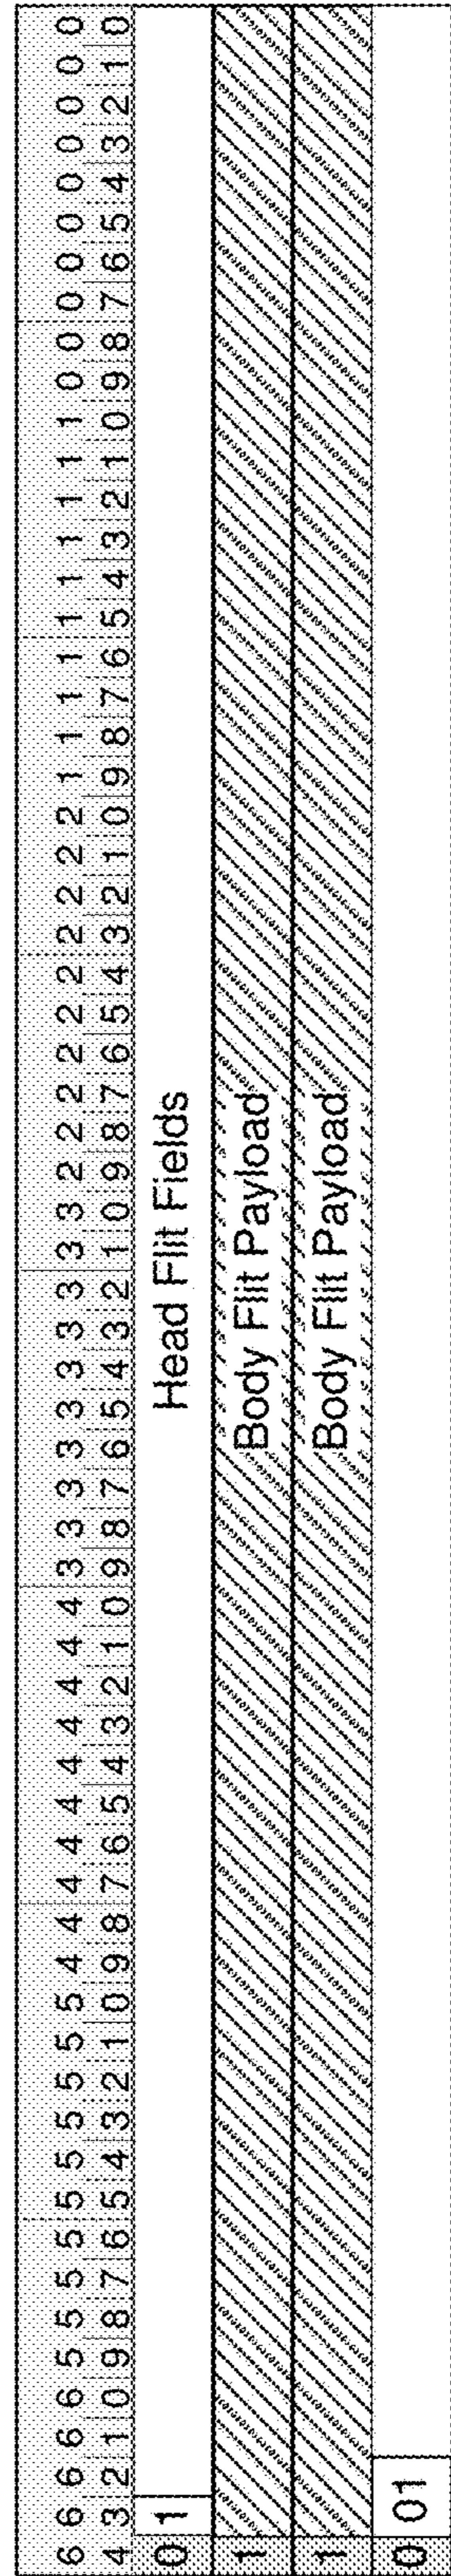 6 6 6 6 6 5 5 5 5 5 5 5 5 5 5 4 4 4 4 4 4 4 4 4 4 3 3 3 3 3 3 3 3 3 3 2 2 2 2 2 2 2 2 2 2 1 1 1 1 1 1 1 1 1 1 0 0 0 0 0 0 0 0 0 0
4 3 2 1 0 9 8 7 6 5 4 3 2 1 0 9 8 7 6 5 4 3 2 1 0 9 8 7 6 5 4 3 2 1 0 9 8 7 6 5 4 3 2 1 0 9 8 7 6 5 4 3 2 1 0 9 8 7 6 5 4 3 2 1 0
0 1 Head Flit Fields
1 Body Flit Payload
1 Body Flit Payload
0 01